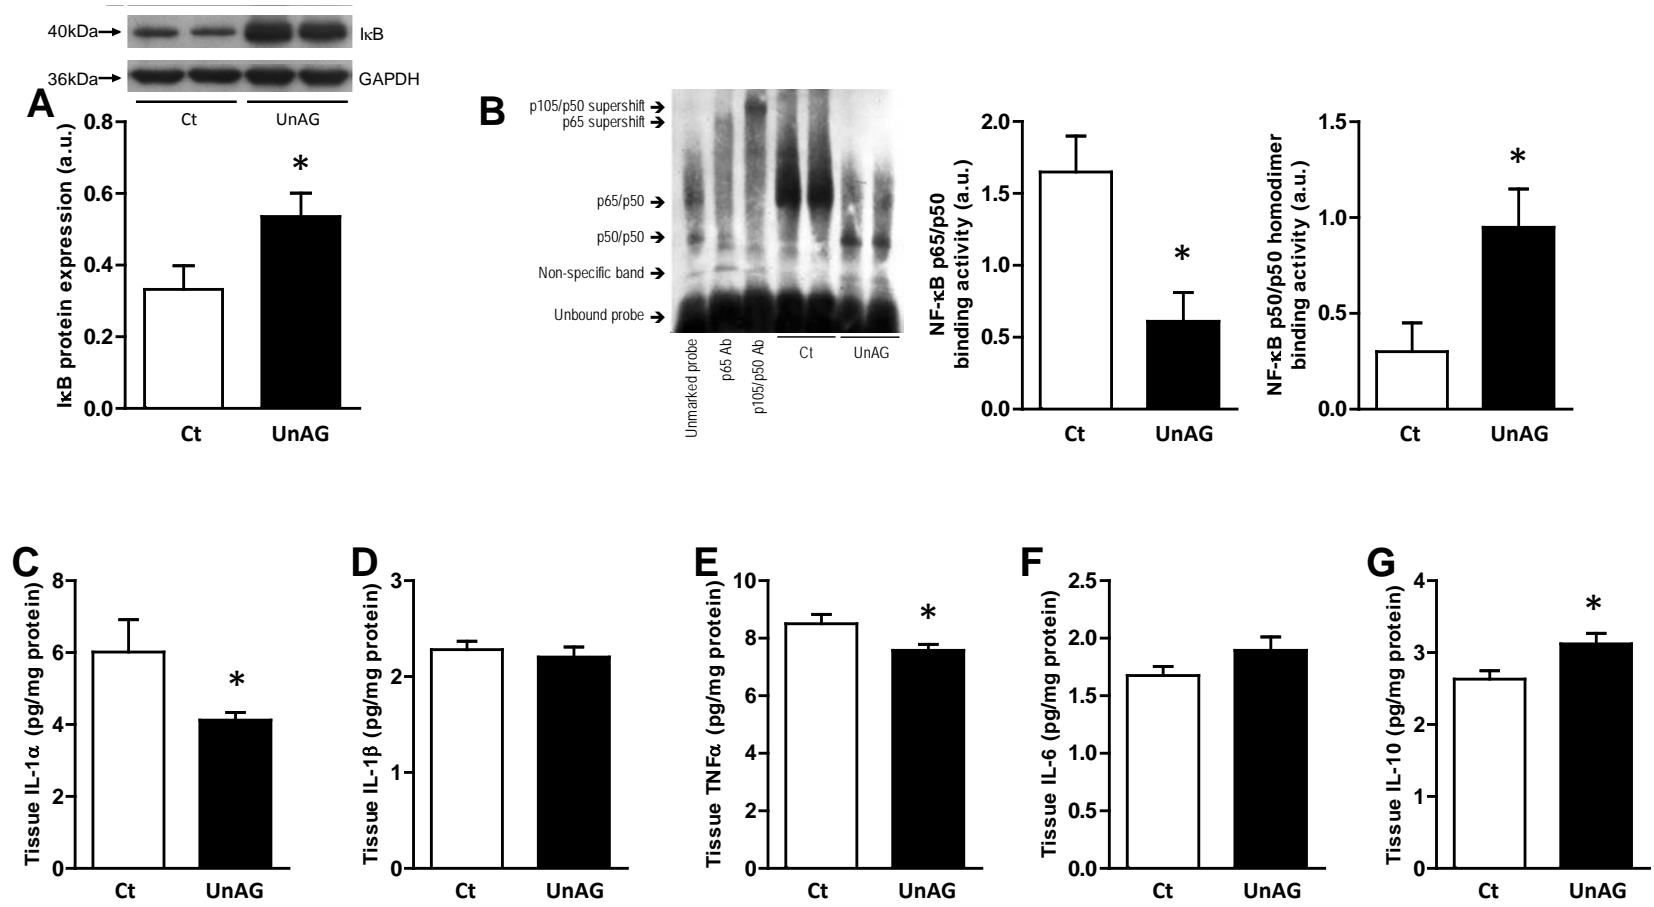 40kDa
IκB
36kDa
GAPDH
Ct
UnAG
A
IκB protein expression (a.u.)
0.8
0.6
0.4
0.2
0.0
*
Ct
UnAG
B
p105/p50 supershift
p65 supershift
p65/p50
p50/p50
Non-specific band
Unbound probe
Unmarked probe
p65 Ab
p105/p50 Ab
Ct
UnAG
NF-κB p65/p50
binding activity (a.u.)
2.0
1.5
1.0
0.5
0.0
*
Ct
UnAG
NF-κB p50/p50 homodimer
binding activity (a.u.)
1.5
1.0
0.5
0.0
*
Ct
UnAG
C
Tissue IL-1α (pg/mg protein)
8
6
4
2
0
*
Ct
UnAG
D
Tissue IL-1β (pg/mg protein)
3
2
1
0
Ct
UnAG
E
Tissue TNFα (pg/mg protein)
10
8
6
4
2
0
*
Ct
UnAG
F
Tissue IL-6 (pg/mg protein)
2.5
2.0
1.5
1.0
0.5
0.0
Ct
UnAG
G
Tissue IL-10 (pg/mg protein)
4
3
2
1
0
*
Ct
UnAG